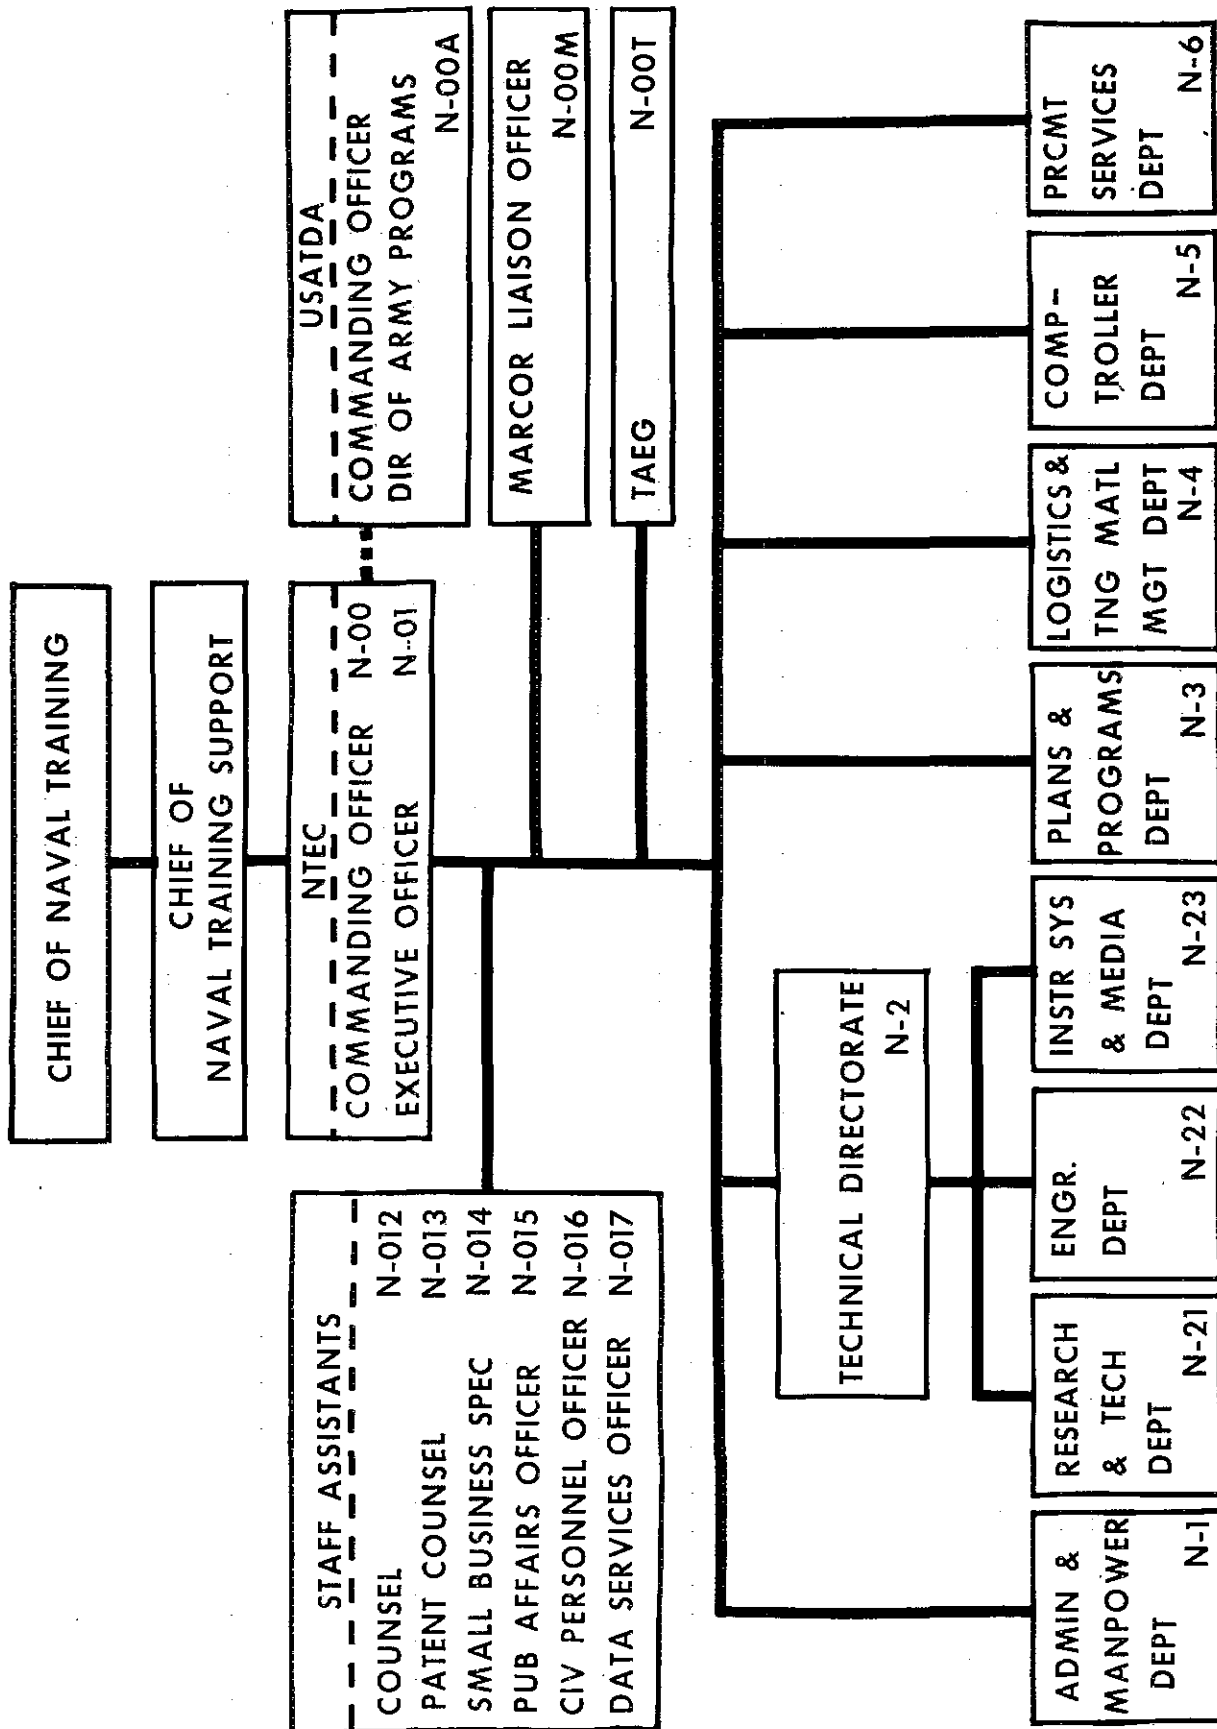 CHIEF OF NAVAL TRAINING
CHIEF OF
NAVAL TRAINING SUPPORT
NTEC
COMMANDING OFFICER N-00
EXECUTIVE OFFICER N-01
USATDA
COMMANDING OFFICER
DIR OF ARMY PROGRAMS
N-00A
MARCOR LIAISON OFFICER
N-00M
TAEG N-00T
STAFF ASSISTANTS
COUNSEL N-012
PATENT COUNSEL N-013
SMALL BUSINESS SPEC N-014
PUB AFFAIRS OFFICER N-015
CIV PERSONNEL OFFICER N-016
DATA SERVICES OFFICER N-017
TECHNICAL DIRECTORATE
N-2
ADMIN &
MANPOWER
DEPT N-1
RESEARCH
& TECH
DEPT N-21
ENGR.
DEPT
N-22
INSTR SYS
& MEDIA
DEPT N-23
PLANS &
PROGRAMS
DEPT N-3
LOGISTICS &
TNG MATL
MGT DEPT
N-4
COMP-
TROLLER
DEPT N-5
PRCMT
SERVICES
DEPT N-6